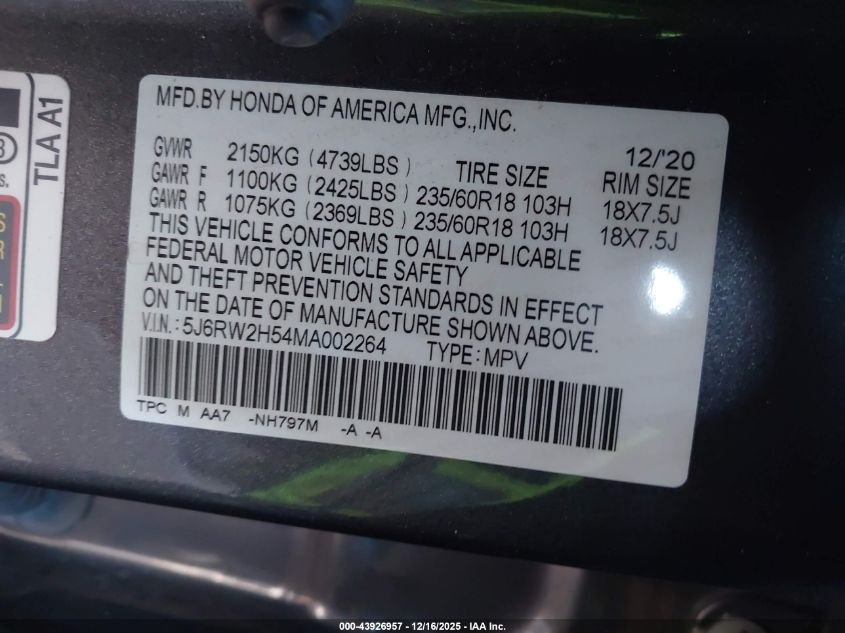 MFD.BY HONDA OF AMERICA MFG.,INC.
12/'20
GVWR 2150KG (4739LBS) TIRE SIZE RIM SIZE
GAWR F 1100KG (2425LBS) 235/60R18 103H 18X7.5J
GAWR R 1075KG (2369LBS) 235/60R18 103H 18X7.5J
THIS VEHICLE CONFORMS TO ALL APPLICABLE
FEDERAL MOTOR VEHICLE SAFETY
AND THEFT PREVENTION STANDARDS IN EFFECT
ON THE DATE OF MANUFACTURE SHOWN ABOVE.
V.I.N.: 5J6RW2H54MA002264 TYPE:MPV
TPC M AA7 -NH797M -A -A
TLA A1
000-43926957 - 12/16/2025 - IAA Inc.